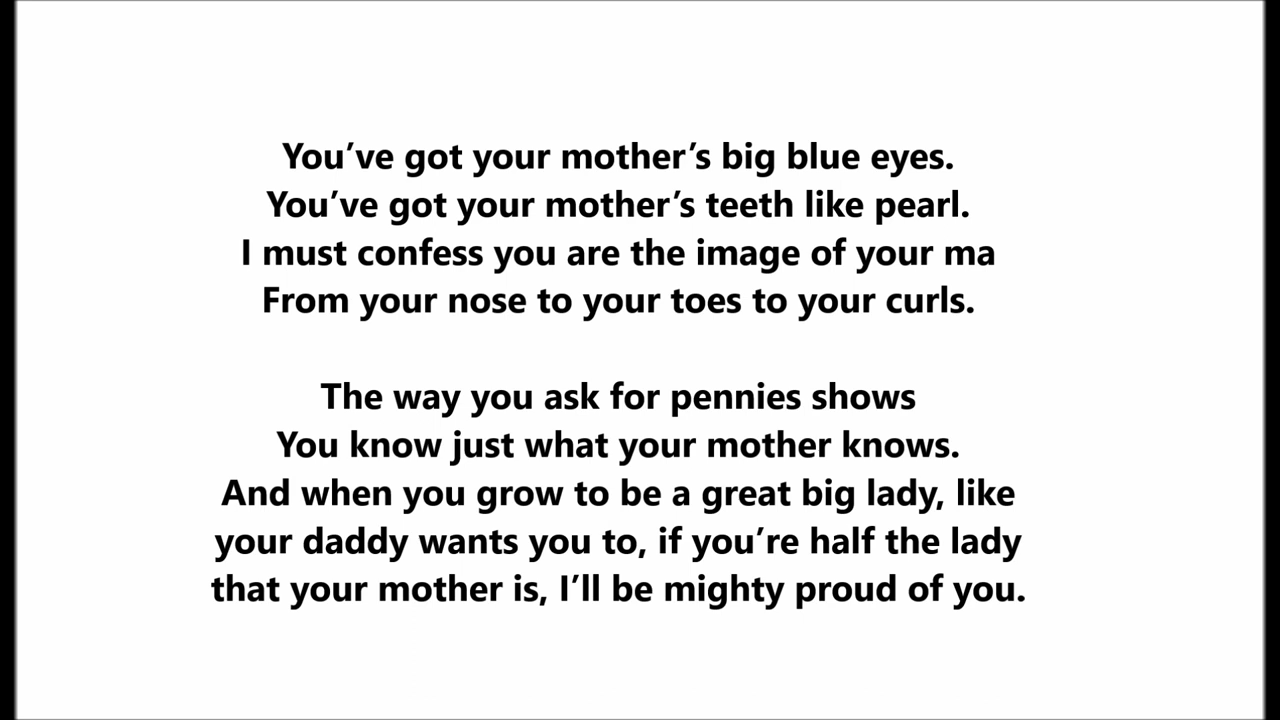 You’ve got your mother’s big blue eyes.
You’ve got your mother’s teeth like pearl.
I must confess you are the image of your ma
From your nose to your toes to your curls.
The way you ask for pennies shows
You know just what your mother knows.
And when you grow to be a great big lady, like
your daddy wants you to, if you’re half the lady
that your mother is, I’ll be mighty proud of you.